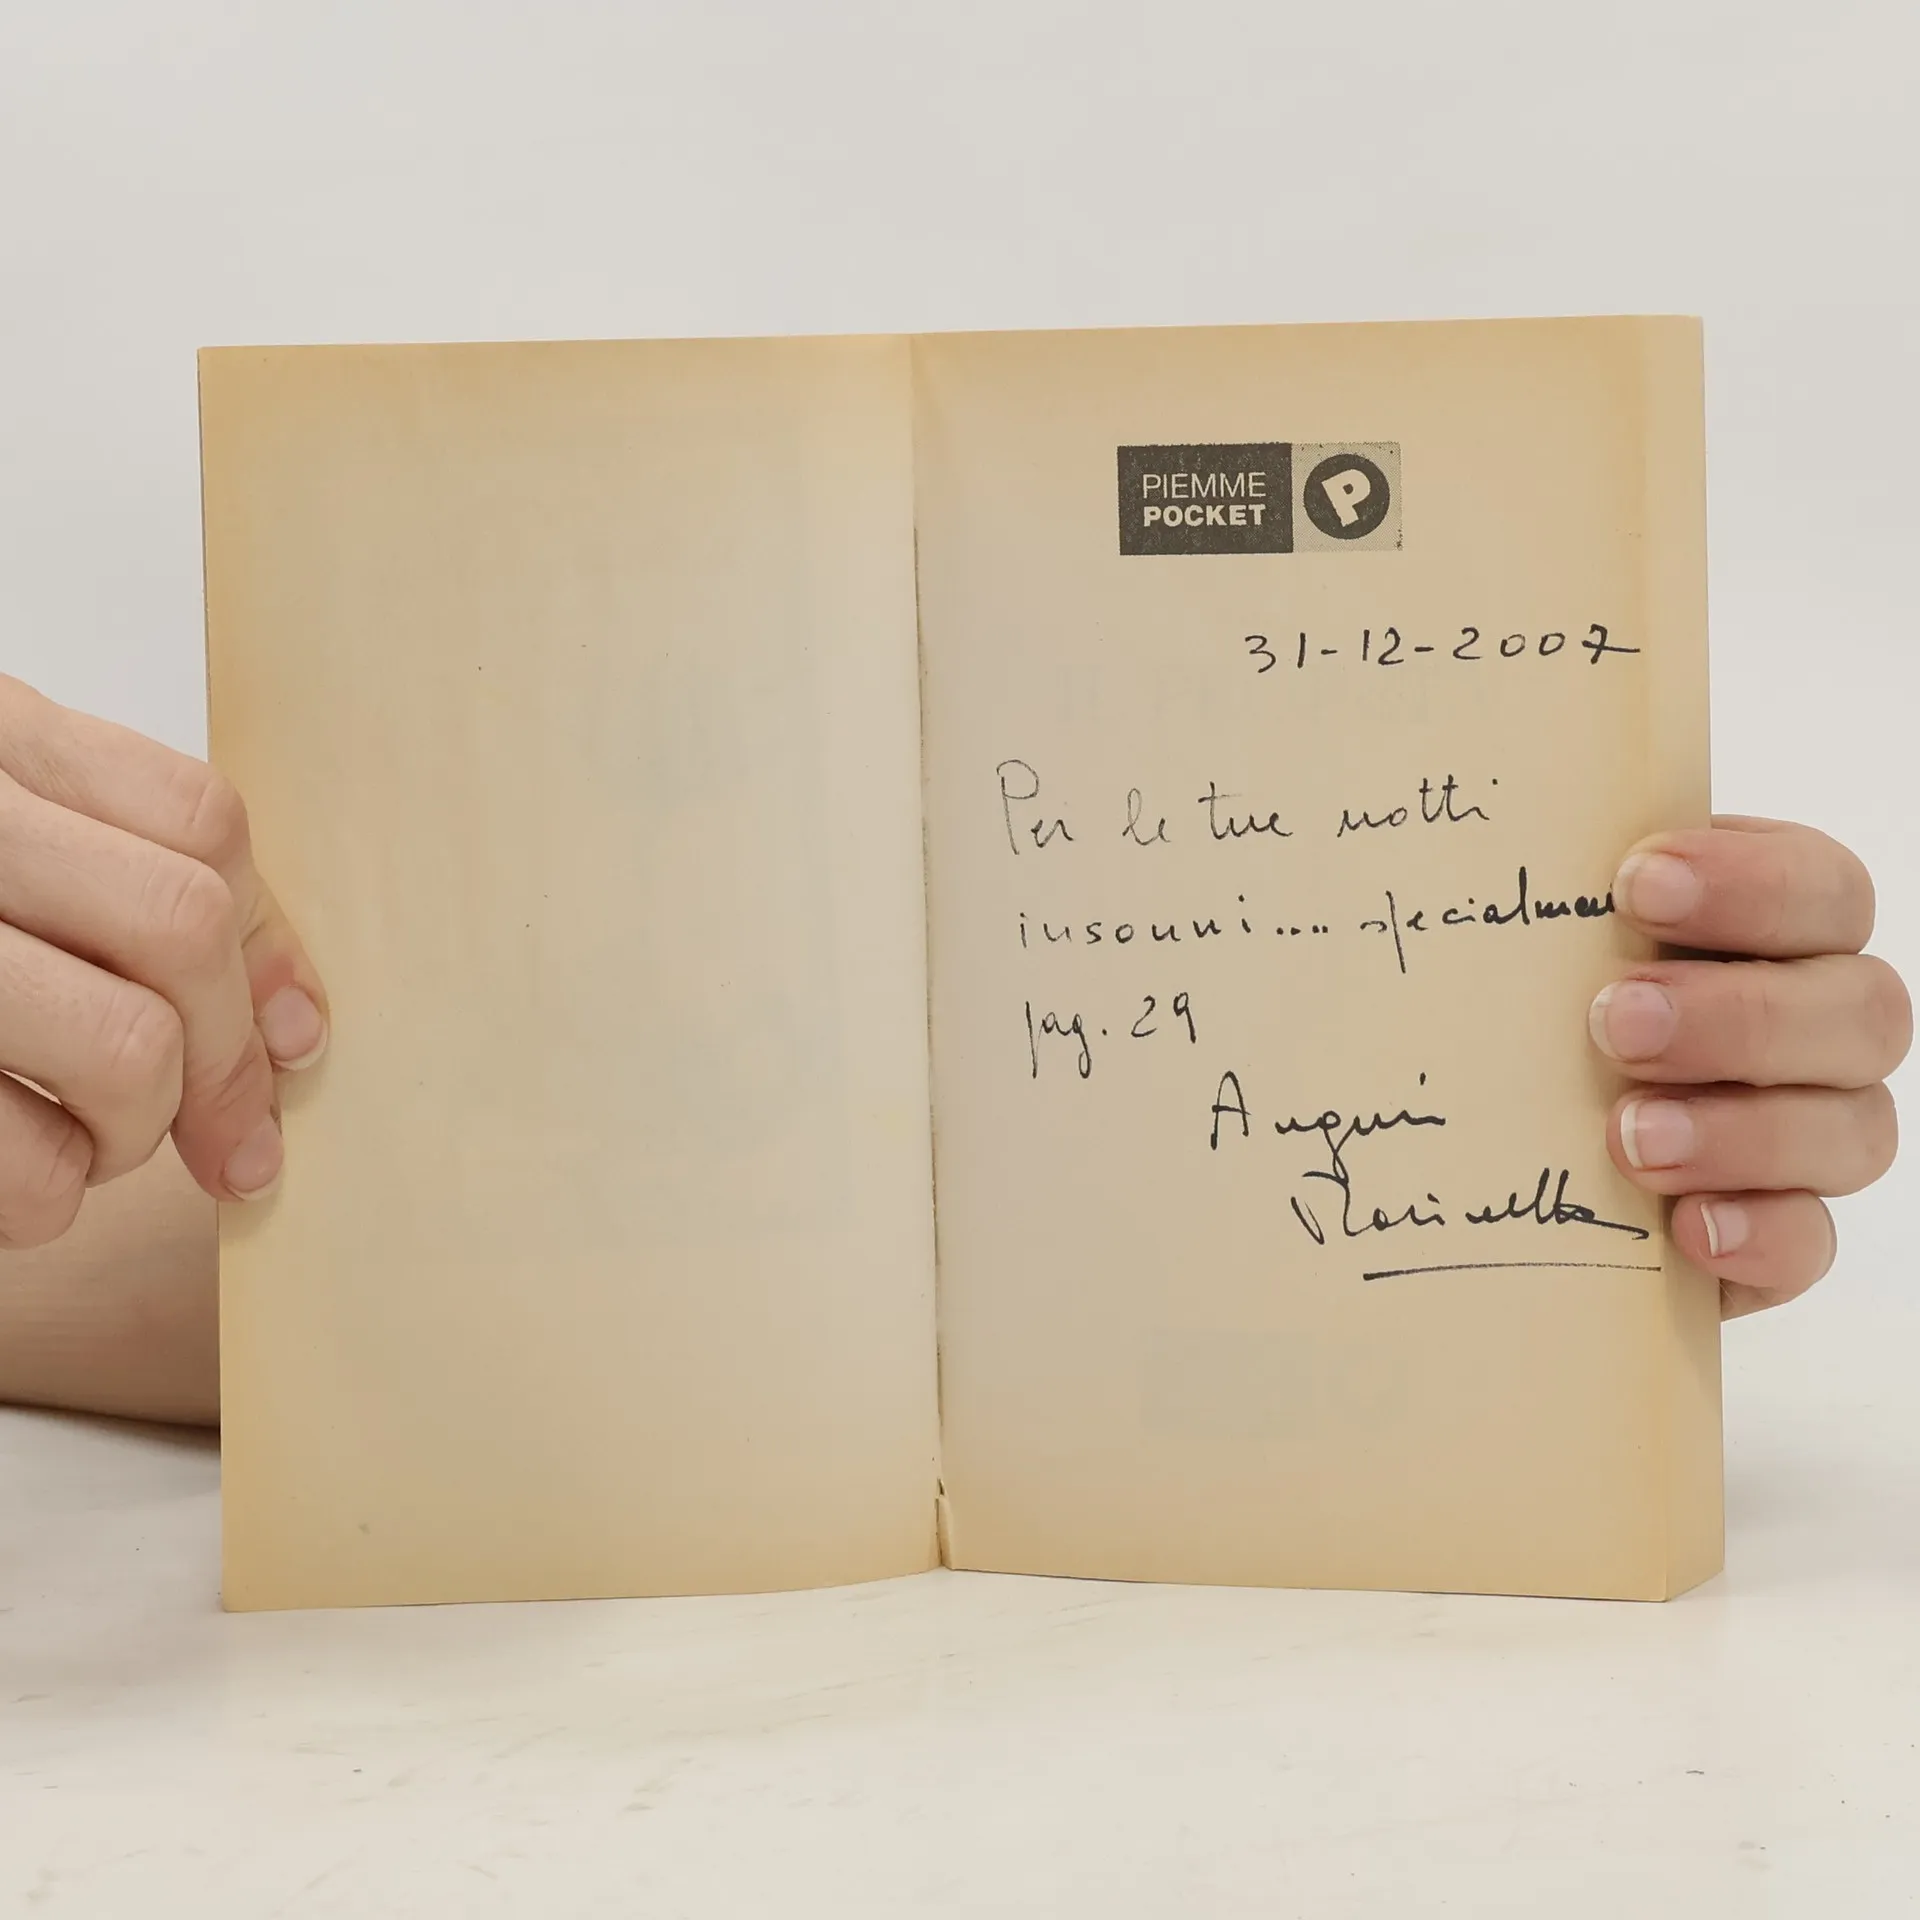 PIEMME
POCKET
P
31-12-2007
Per le tue notti
insonni.... specialmen
pag. 29
Auguri